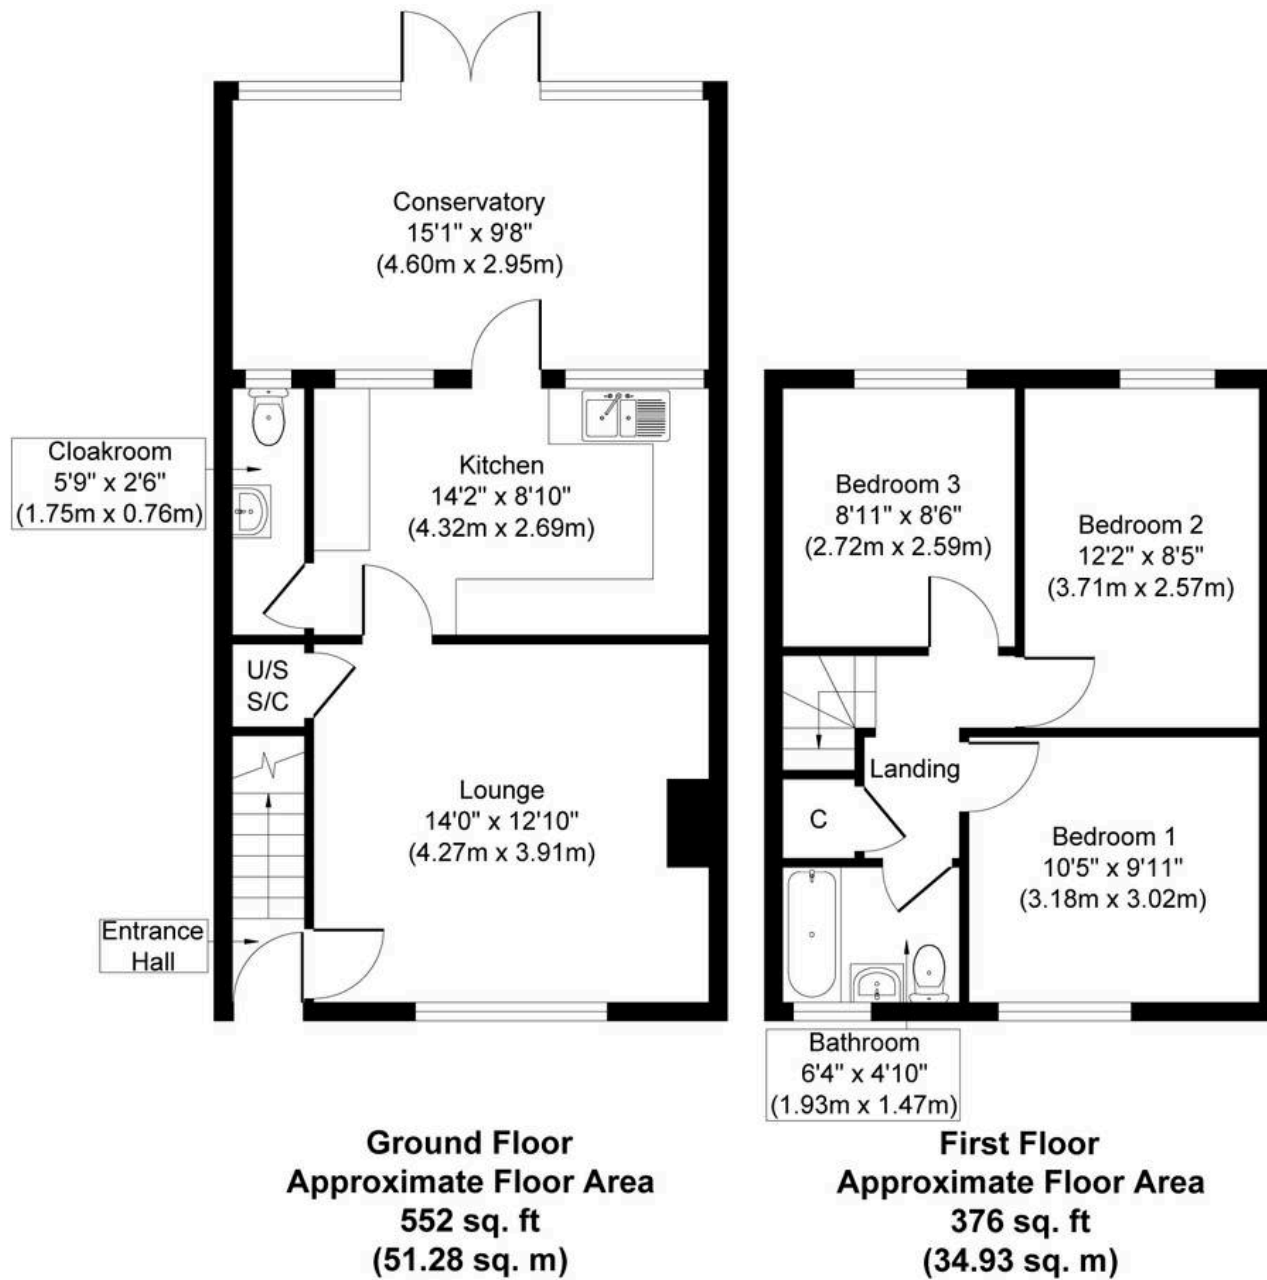 Conservatory
15'1" x 9'8"
(4.60m x 2.95m)
Cloakroom
5'9" x 2'6"
(1.75m x 0.76m)
Kitchen
14'2" x 8'10"
(4.32m x 2.69m)
U/S
S/C
Lounge
14'0" x 12'10"
(4.27m x 3.91m)
Entrance
Hall
Ground Floor
Approximate Floor Area
552 sq. ft
(51.28 sq. m)
Bedroom 3
8'11" x 8'6"
(2.72m x 2.59m)
Bedroom 2
12'2" x 8'5"
(3.71m x 2.57m)
Landing
C
Bedroom 1
10'5" x 9'11"
(3.18m x 3.02m)
Bathroom
6'4" x 4'10"
(1.93m x 1.47m)
First Floor
Approximate Floor Area
376 sq. ft
(34.93 sq. m)